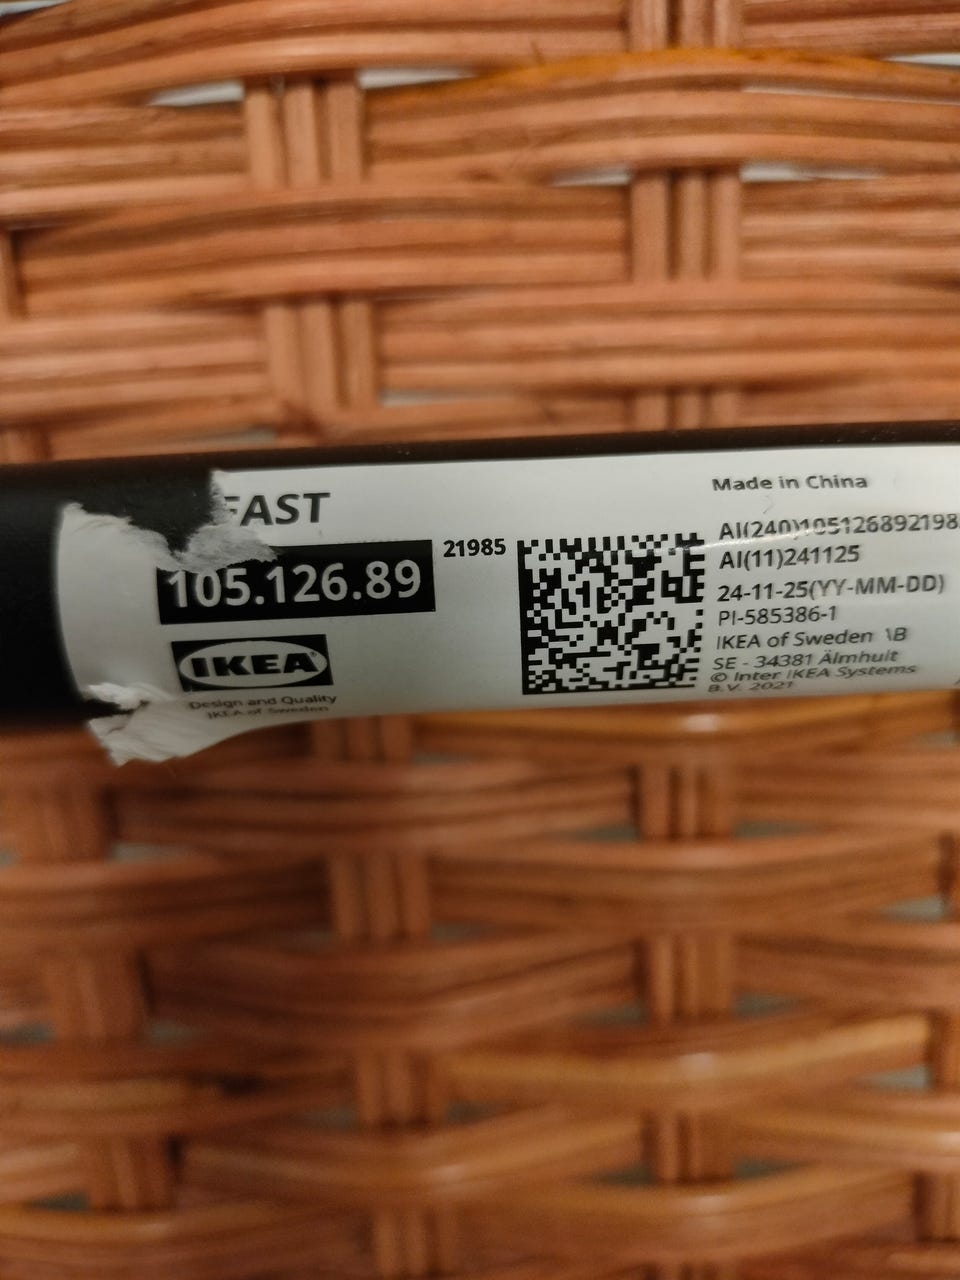 FAST
105.126.89
21985
IKEA
Design and Quality
IKEA of Sweden
Made in China
AI(240)105126892198
AI(11)241125
24-11-25(YY-MM-DD)
PI-585386-1
IKEA of Sweden AB
SE - 34381 Älmhult
© Inter IKEA Systems
B.V. 2021